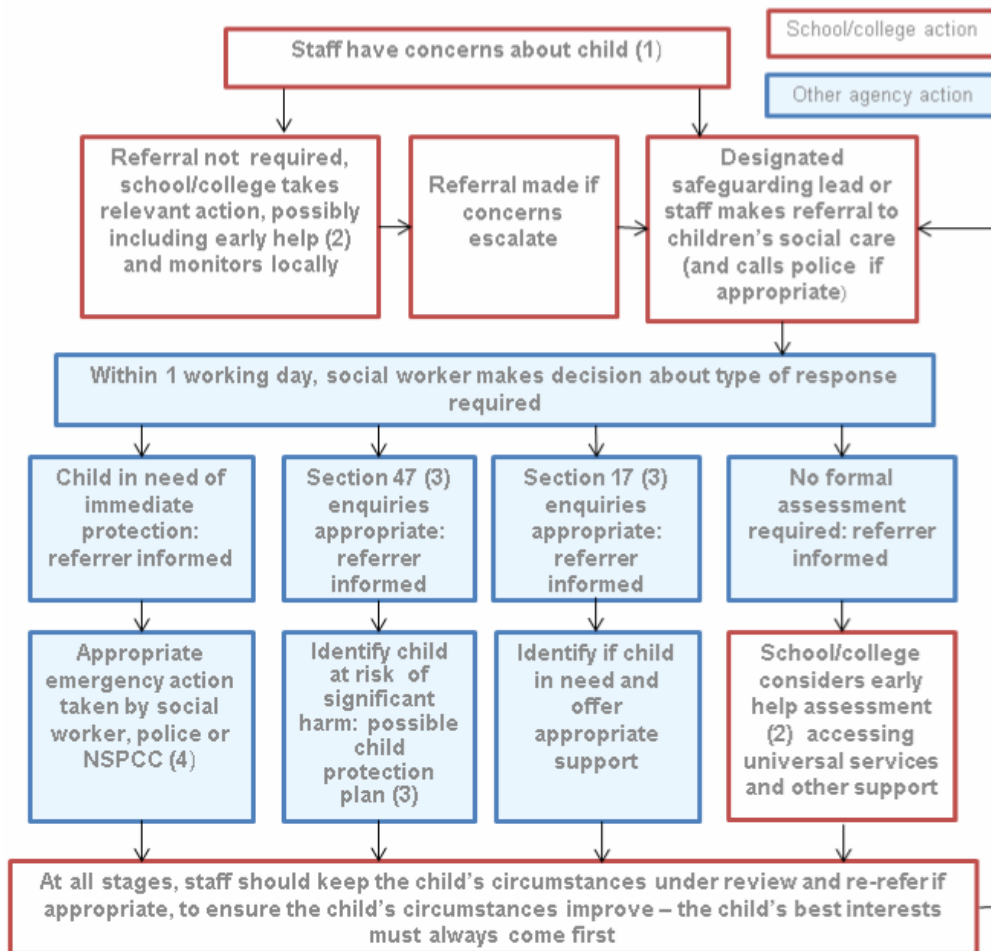 Staff have concerns about child (1)
School/college action
Other agency action
Referral not required,
school/college takes
relevant action, possibly
including early help (2)
and monitors locally
Referral made if
concerns
escalate
Designated
safeguarding lead or
staff makes referral to
children's social care
(and calls police if
appropriate)
Within 1 working day, social worker makes decision about type of response
required
Child in need of
immediate
protection:
referrer informed
Section 47 (3)
enquiries
appropriate:
referrer
informed
Section 17 (3)
enquiries
appropriate:
referrer
informed
No formal
assessment
required: referrer
informed
Appropriate
emergency action
taken by social
worker, police or
NSPCC (4)
Identify child
at risk of
significant
harm: possible
child
protection
plan (3)
Identify if child
in need and
offer
appropriate
support
School/college
considers early
help assessment
(2) accessing
universal services
and other support
At all stages, staff should keep the child's circumstances under review and re-refer if
appropriate, to ensure the child's circumstances improve – the child's best interests
must always come first